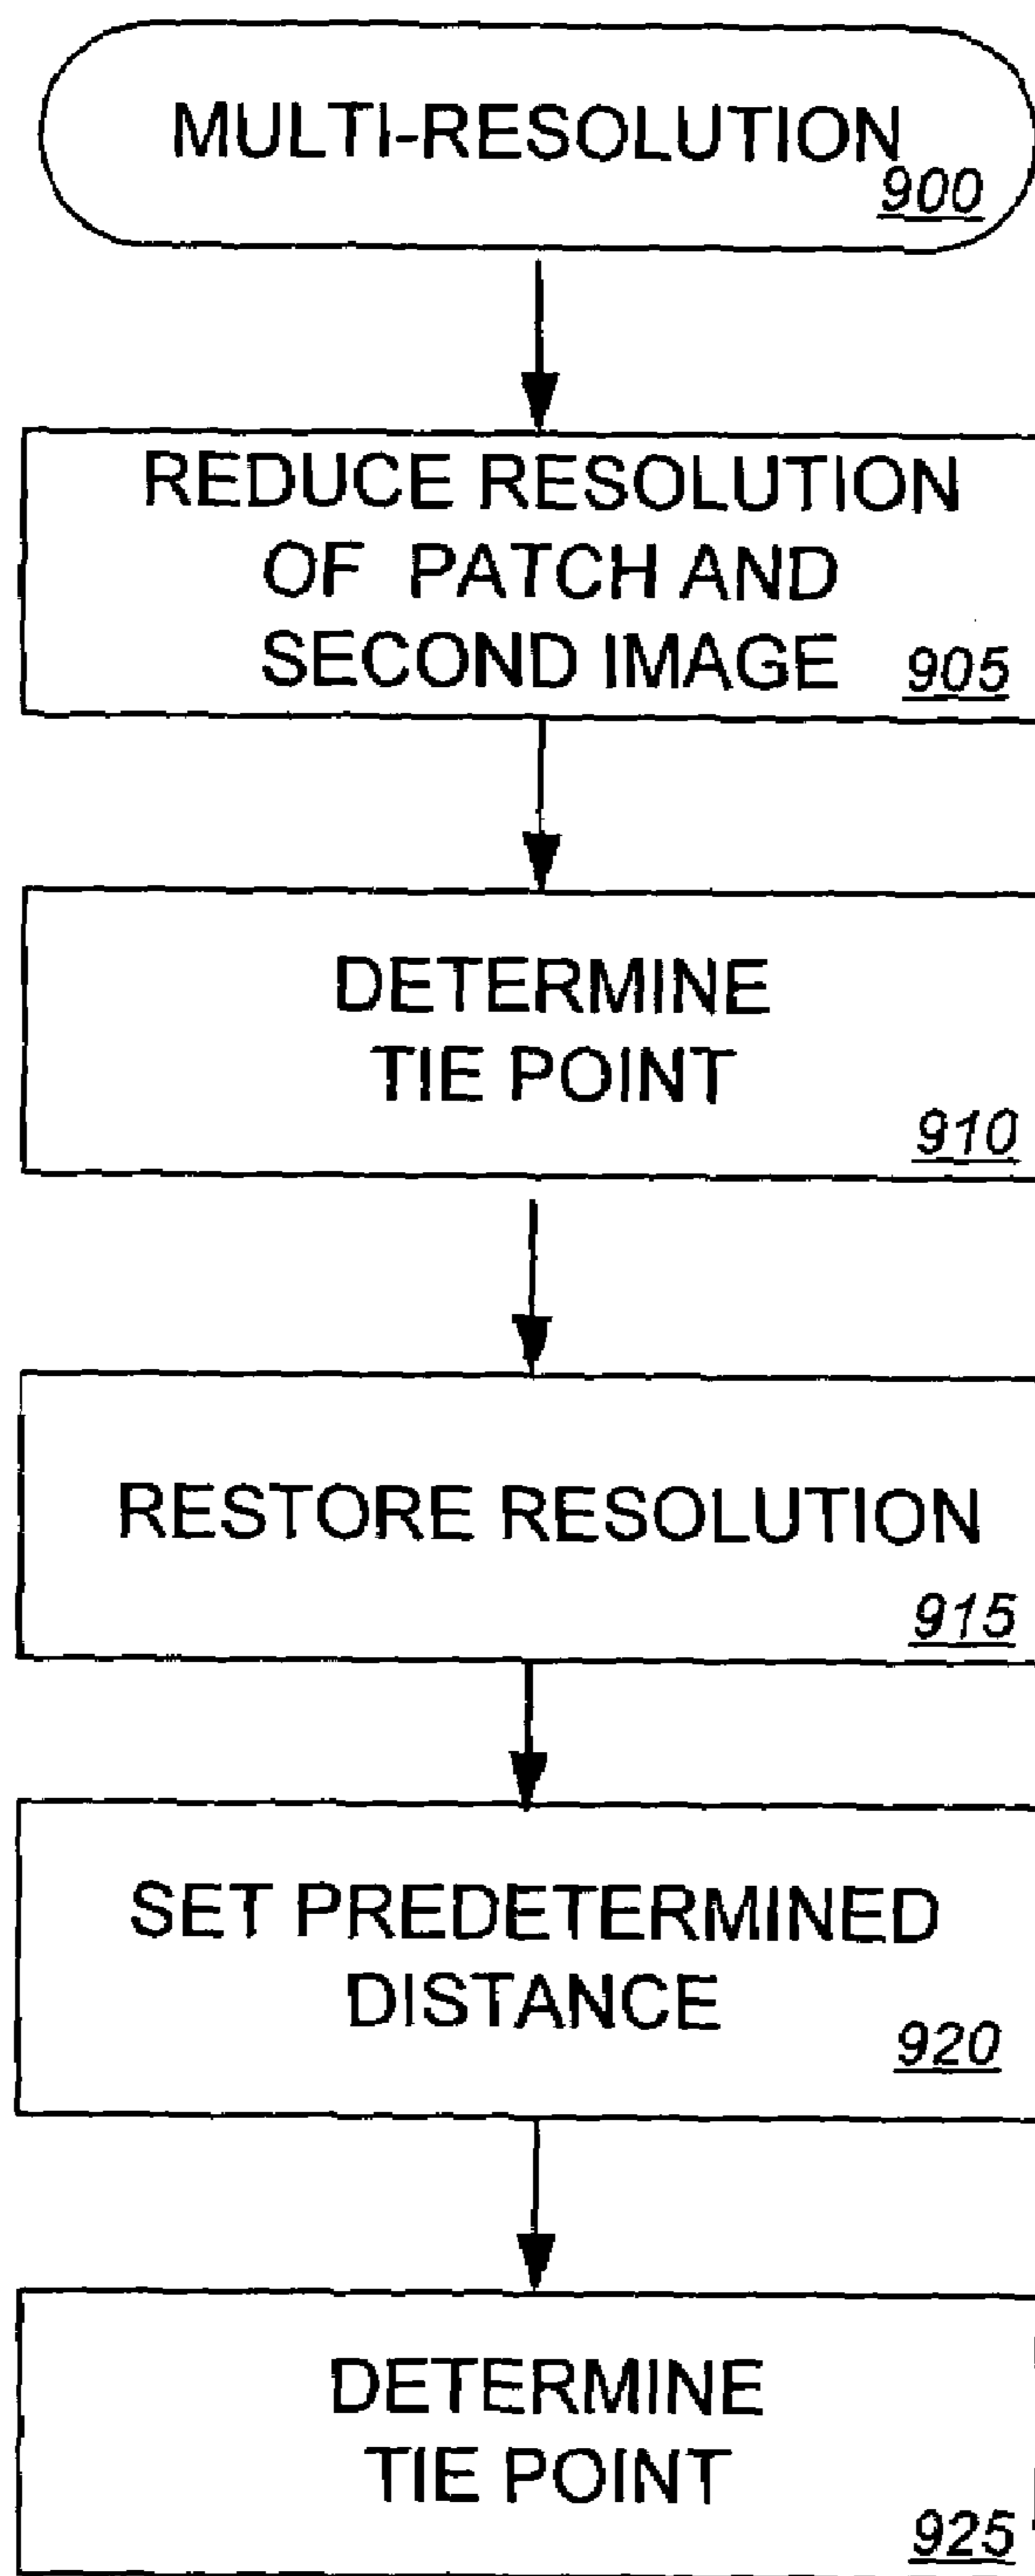 MULTI-RESOLUTION
900
REDUCE RESOLUTION
OF PATCH AND
SECOND IMAGE 905
DETERMINE
TIE POINT
910
RESTORE RESOLUTION
915
SET PREDETERMINED
DISTANCE
920
DETERMINE
TIE POINT
925